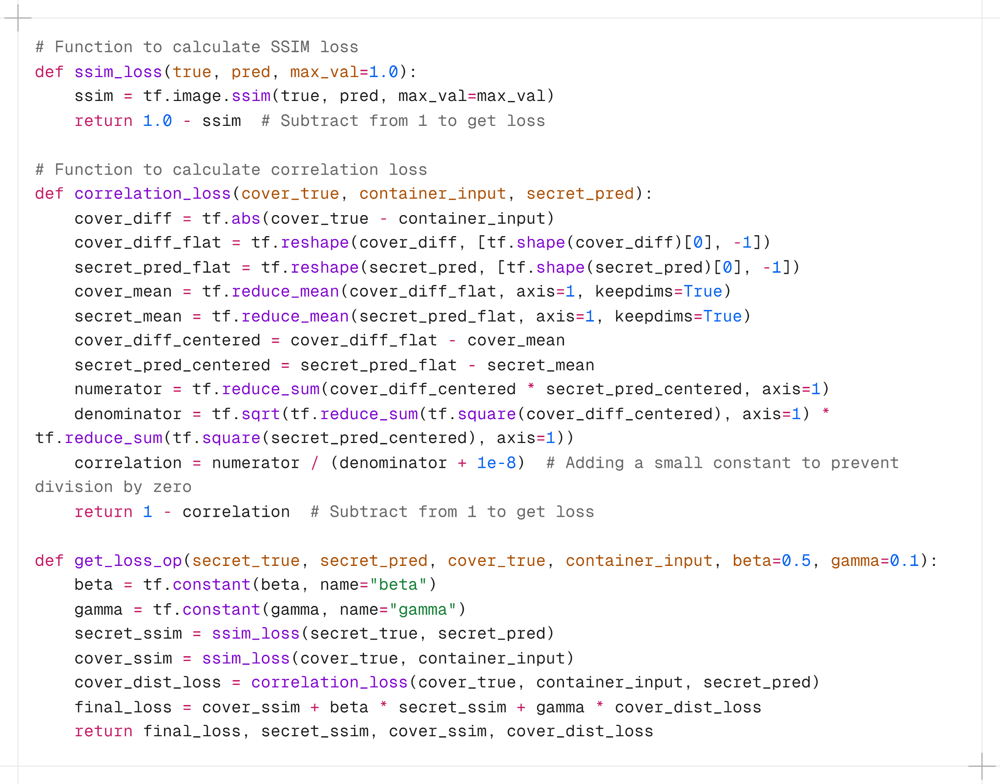 # Function to calculate SSIM loss
def ssim_loss(true, pred, max_val=1.0):
    ssim = tf.image.ssim(true, pred, max_val=max_val)
    return 1.0 - ssim  # Subtract from 1 to get loss

# Function to calculate correlation loss
def correlation_loss(cover_true, container_input, secret_pred):
    cover_diff = tf.abs(cover_true - container_input)
    cover_diff_flat = tf.reshape(cover_diff, [tf.shape(cover_diff)[0], -1])
    secret_pred_flat = tf.reshape(secret_pred, [tf.shape(secret_pred)[0], -1])
    cover_mean = tf.reduce_mean(cover_diff_flat, axis=1, keepdims=True)
    secret_mean = tf.reduce_mean(secret_pred_flat, axis=1, keepdims=True)
    cover_diff_centered = cover_diff_flat - cover_mean
    secret_pred_centered = secret_pred_flat - secret_mean
    numerator = tf.reduce_sum(cover_diff_centered * secret_pred_centered, axis=1)
    denominator = tf.sqrt(tf.reduce_sum(tf.square(cover_diff_centered), axis=1) *
tf.reduce_sum(tf.square(secret_pred_centered), axis=1))
    correlation = numerator / (denominator + 1e-8)  # Adding a small constant to prevent
division by zero
    return 1 - correlation  # Subtract from 1 to get loss

def get_loss_op(secret_true, secret_pred, cover_true, container_input, beta=0.5, gamma=0.1):
    beta = tf.constant(beta, name="beta")
    gamma = tf.constant(gamma, name="gamma")
    secret_ssim = ssim_loss(secret_true, secret_pred)
    cover_ssim = ssim_loss(cover_true, container_input)
    cover_dist_loss = correlation_loss(cover_true, container_input, secret_pred)
    final_loss = cover_ssim + beta * secret_ssim + gamma * cover_dist_loss
    return final_loss, secret_ssim, cover_ssim, cover_dist_loss